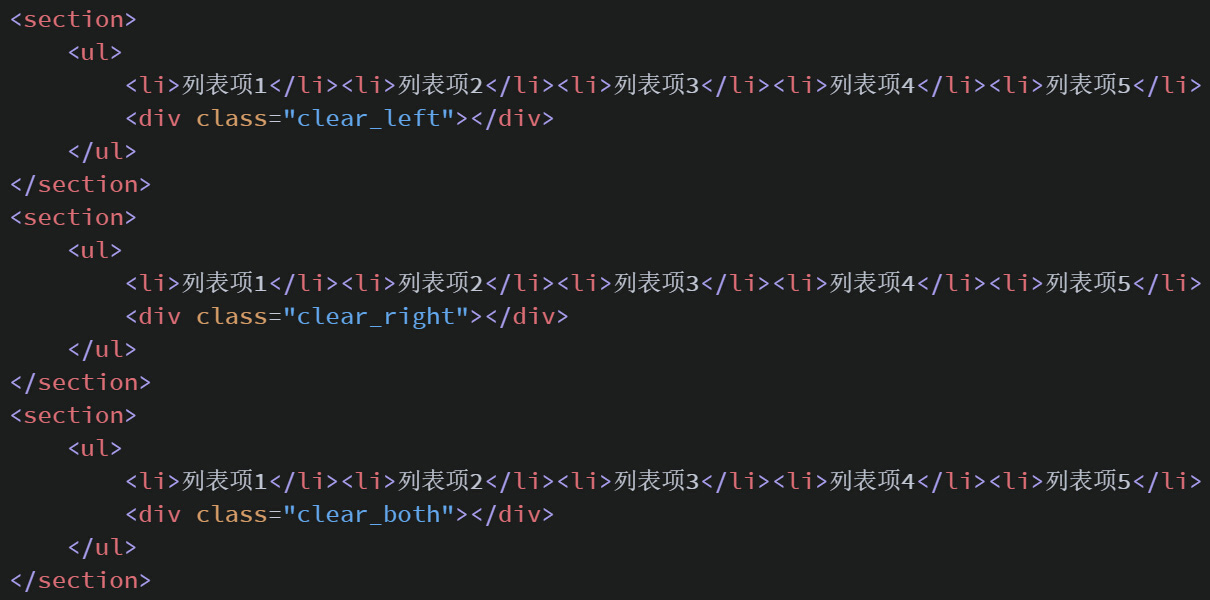 <section>
    <ul>
        <li>列表项1</li><li>列表项2</li><li>列表项3</li><li>列表项4</li><li>列表项5</li>
        <div class="clear_left"></div>
    </ul>
</section>
<section>
    <ul>
        <li>列表项1</li><li>列表项2</li><li>列表项3</li><li>列表项4</li><li>列表项5</li>
        <div class="clear_right"></div>
    </ul>
</section>
<section>
    <ul>
        <li>列表项1</li><li>列表项2</li><li>列表项3</li><li>列表项4</li><li>列表项5</li>
        <div class="clear_both"></div>
    </ul>
</section>